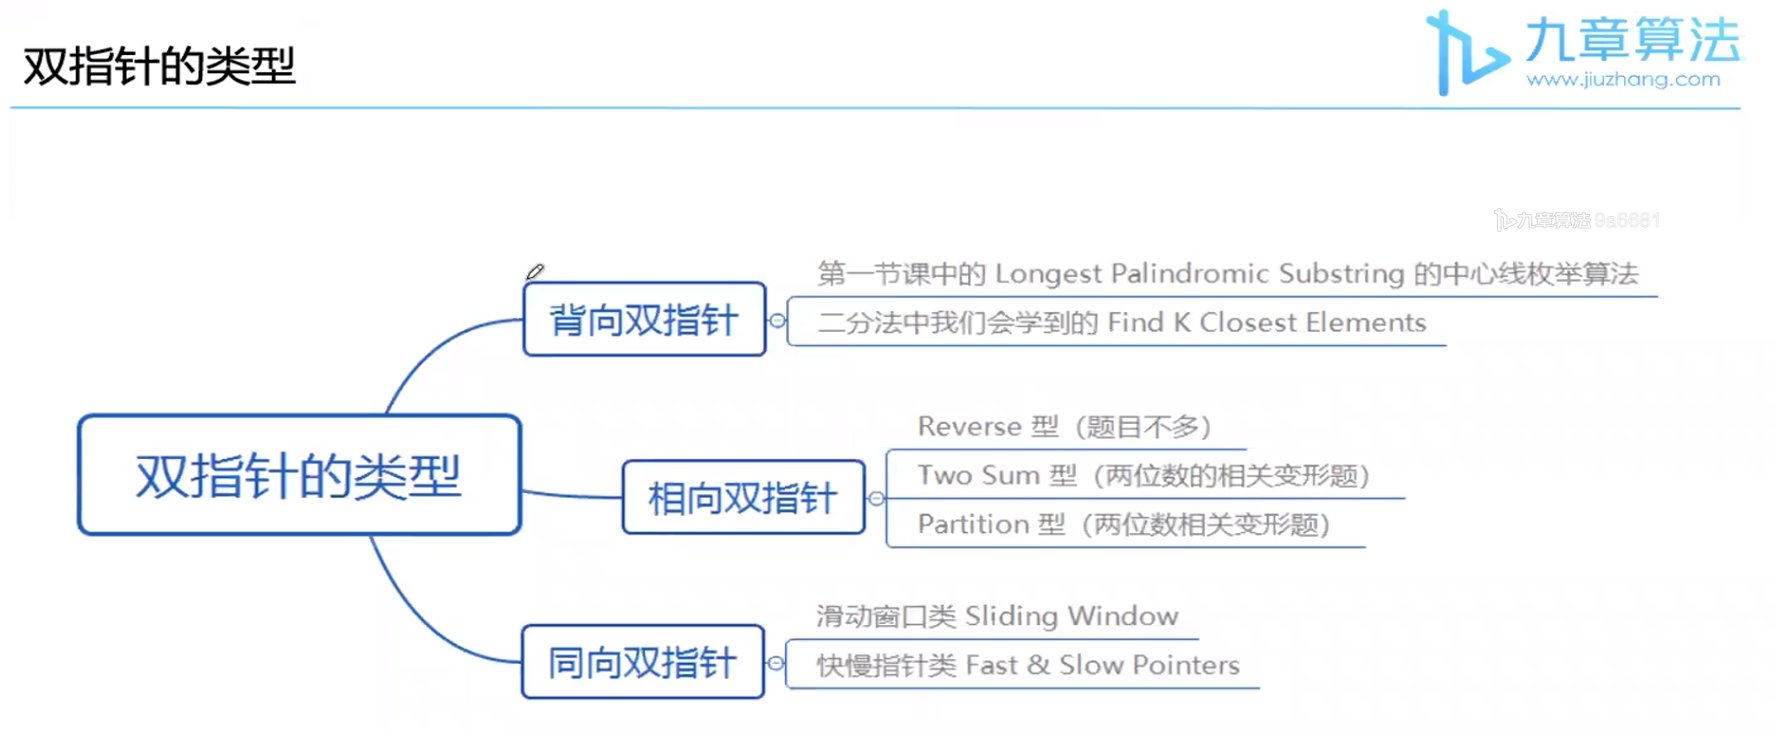 双指针的类型
九章算法
www.jiuzhang.com
九章算法 9a6681
第一节课中的 Longest Palindromic Substring 的中心线枚举算法
背向双指针
二分法中我们会学到的 Find K Closest Elements
Reverse 型（题目不多）
双指针的类型
Two Sum 型（两位数的相关变形题）
相向双指针
Partition 型（两位数相关变形题）
滑动窗口类 Sliding Window
同向双指针
快慢指针类 Fast & Slow Pointers